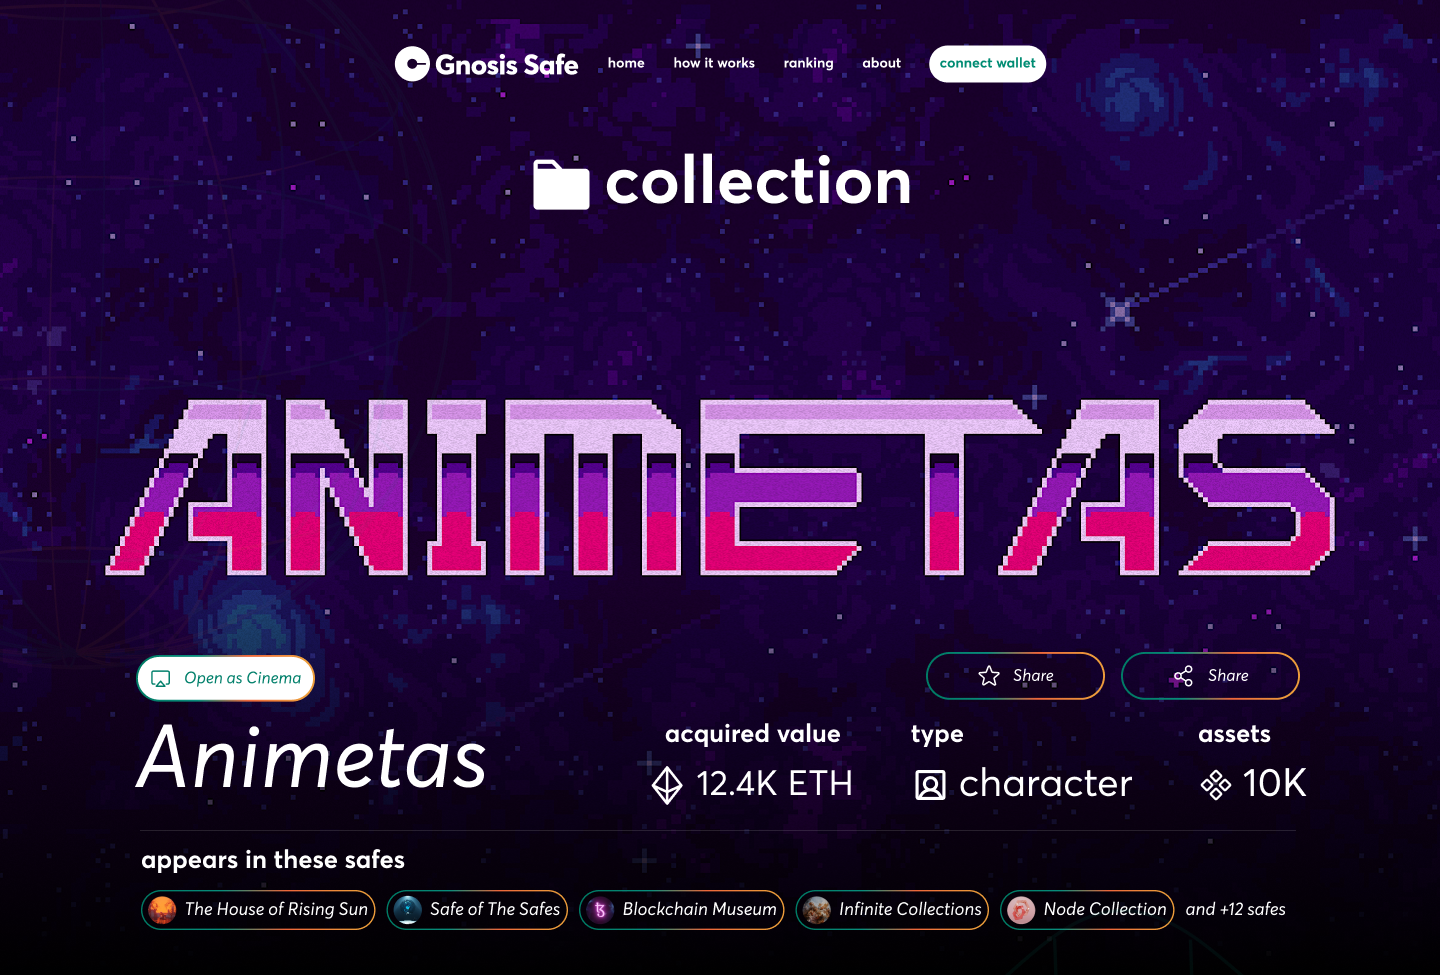 Gnosis Safe home how it works ranking about connect wallet
collection
ANIMETAS
Open as Cinema Share Share
Animetas
acquired value type assets
12.4K ETH character 10K
appears in these safes
The House of Rising Sun Safe of The Safes Blockchain Museum Infinite Collections Node Collection and +12 safes